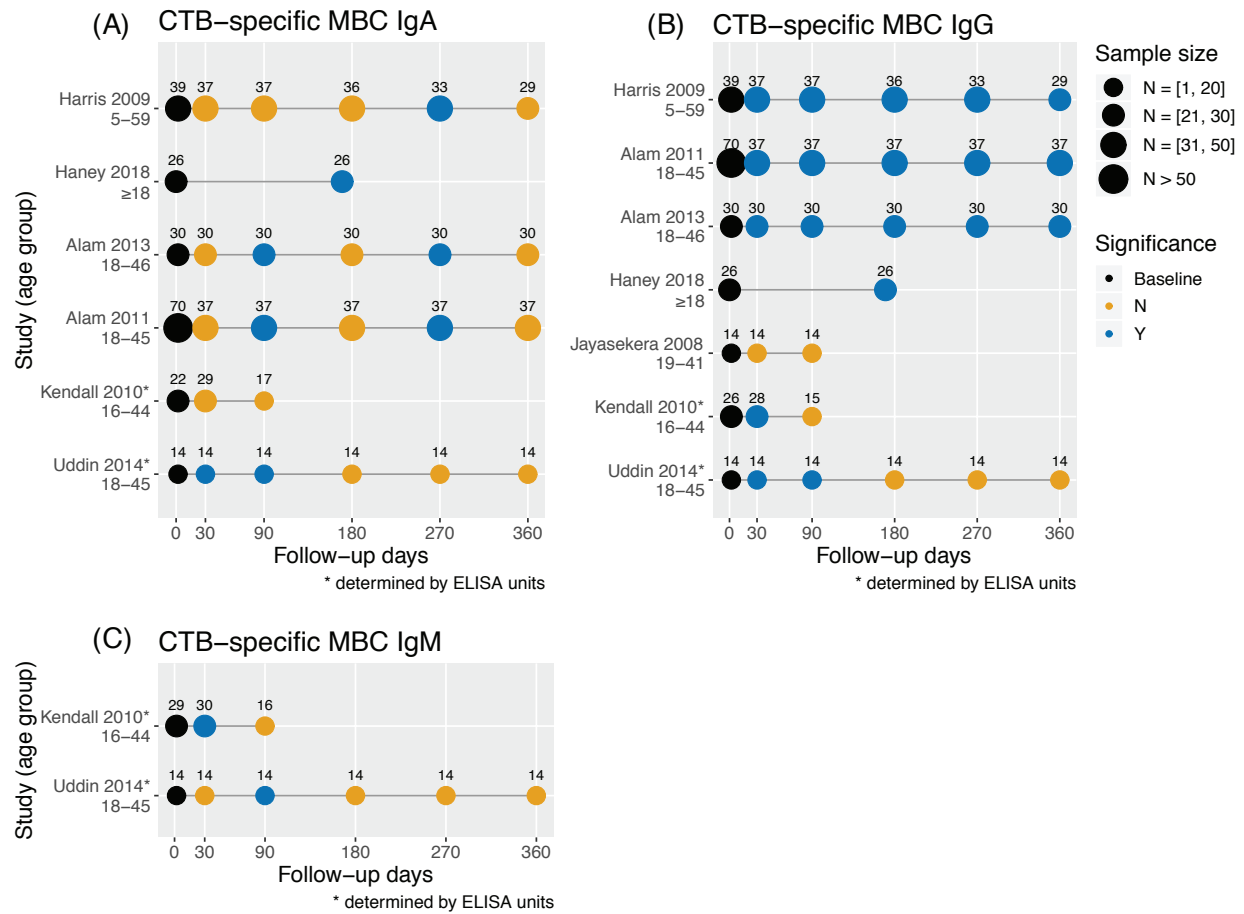 (A) CTB−specific MBC IgA
Study (age group)
Harris 2009
5−59
39 37 37 36 33 29
Haney 2018
≥18
26 26
Alam 2013
18−46
30 30 30 30 30 30
Alam 2011
18−45
70 37 37 37 37 37
Kendall 2010*
16−44
22 29 17
Uddin 2014*
18−45
14 14 14 14 14 14
0 30 90 180 270 360
Follow−up days
* determined by ELISA units
(B) CTB−specific MBC IgG
Harris 2009
5−59
39 37 37 36 33 29
Alam 2011
18−45
70 37 37 37 37 37
Alam 2013
18−46
30 30 30 30 30 30
Haney 2018
≥18
26 26
Jayasekera 2008
19−41
14 14 14
Kendall 2010*
16−44
26 28 15
Uddin 2014*
18−45
14 14 14 14 14 14
0 30 90 180 270 360
Follow−up days
* determined by ELISA units
Sample size
N = [1, 20]
N = [21, 30]
N = [31, 50]
N > 50
Significance
Baseline
N
Y
(C) CTB−specific MBC IgM
Study (age group)
Kendall 2010*
16−44
29 30 16
Uddin 2014*
18−45
14 14 14 14 14 14
0 30 90 180 270 360
Follow−up days
* determined by ELISA units